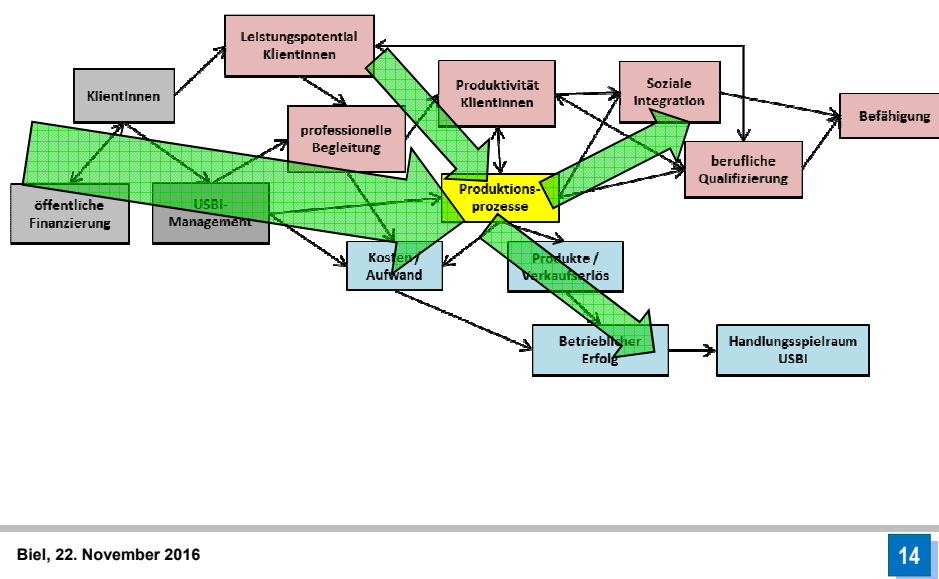 Leistungspotential
KlientInnen
KlientInnen
Produktivität
KlientInnen
Soziale
Integration
Befähigung
professionelle
Begleitung
berufliche
Qualifizierung
öffentliche
Finanzierung
USBI-
Management
Produktions-
prozesse
Kosten /
Aufwand
Produkte /
Verkaufserlös
Betrieblicher
Erfolg
Handlungsspielraum
USBI
Biel, 22. November 2016
14